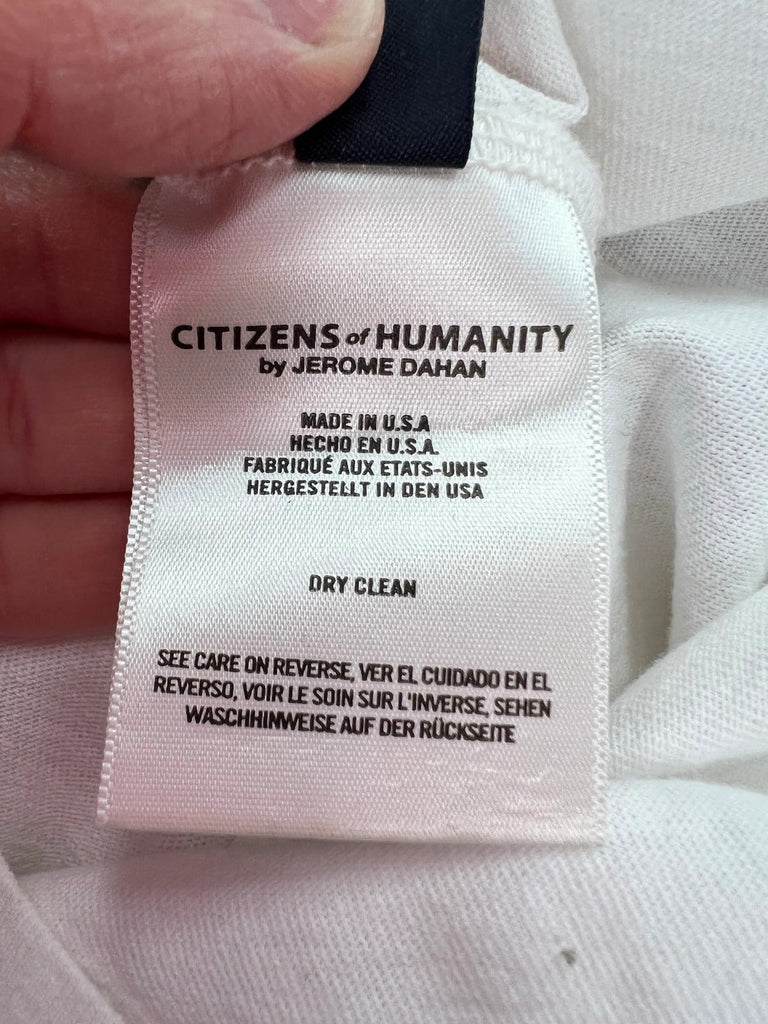 CITIZENS of HUMANITY
by JEROME DAHAN
MADE IN U.S.A
HECHO EN U.S.A.
FABRIQUÉ AUX ETATS-UNIS
HERGESTELLT IN DEN USA
DRY CLEAN
SEE CARE ON REVERSE, VER EL CUIDADO EN EL
REVERSO, VOIR LE SOIN SUR L'INVERSE, SEHEN
WASCHHINWEISE AUF DER RÜCKSEITE